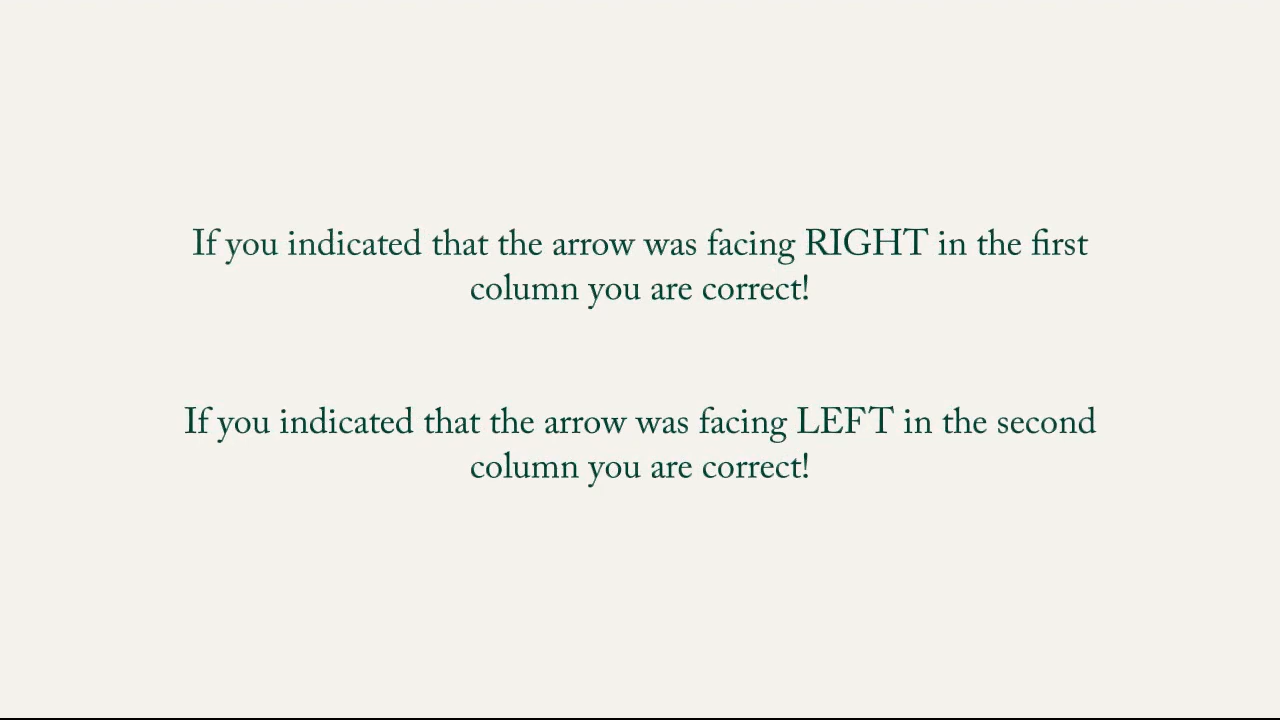 If you indicated that the arrow was facing RIGHT in the first
column you are correct!
If you indicated that the arrow was facing LEFT in the second
column you are correct!